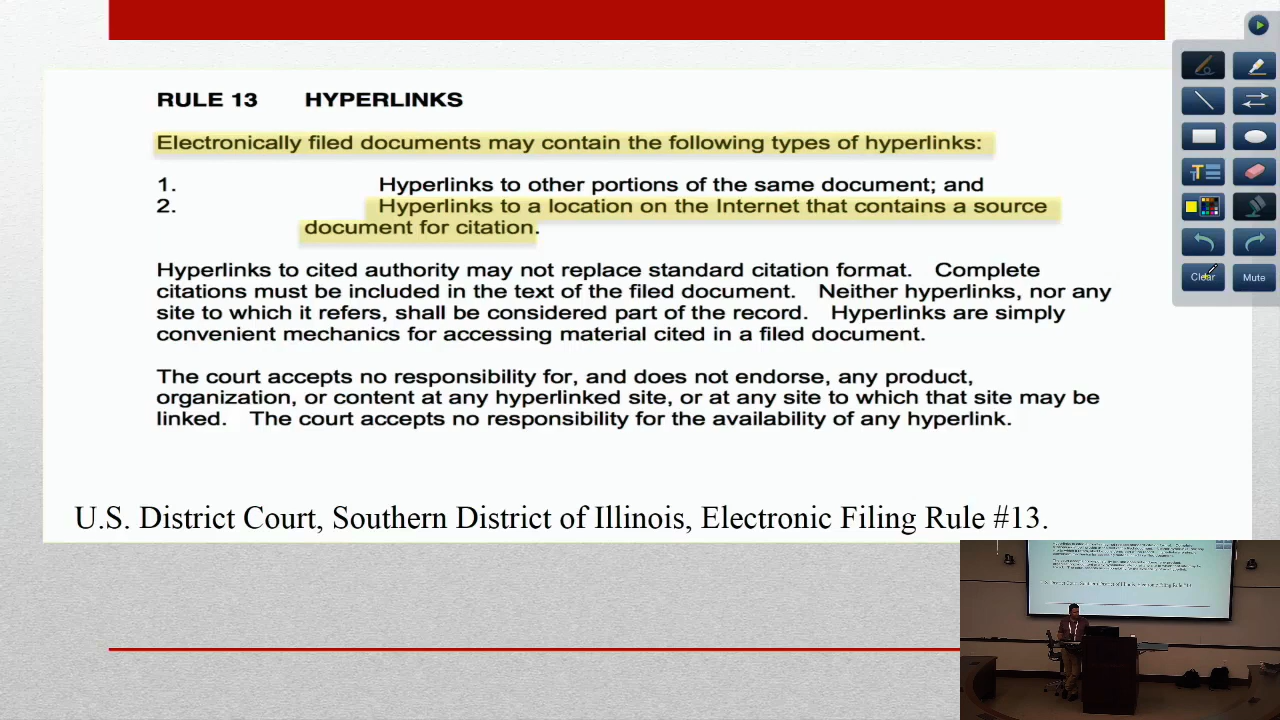 RULE 13 HYPERLINKS
Electronically filed documents may contain the following types of hyperlinks:
1. Hyperlinks to other portions of the same document; and
2. Hyperlinks to a location on the Internet that contains a source
document for citation.
Hyperlinks to cited authority may not replace standard citation format. Complete
citations must be included in the text of the filed document. Neither hyperlinks, nor any
site to which it refers, shall be considered part of the record. Hyperlinks are simply
convenient mechanics for accessing material cited in a filed document.
The court accepts no responsibility for, and does not endorse, any product,
organization, or content at any hyperlinked site, or at any site to which that site may be
linked. The court accepts no responsibility for the availability of any hyperlink.
U.S. District Court, Southern District of Illinois, Electronic Filing Rule #13.
T
Clear Mute